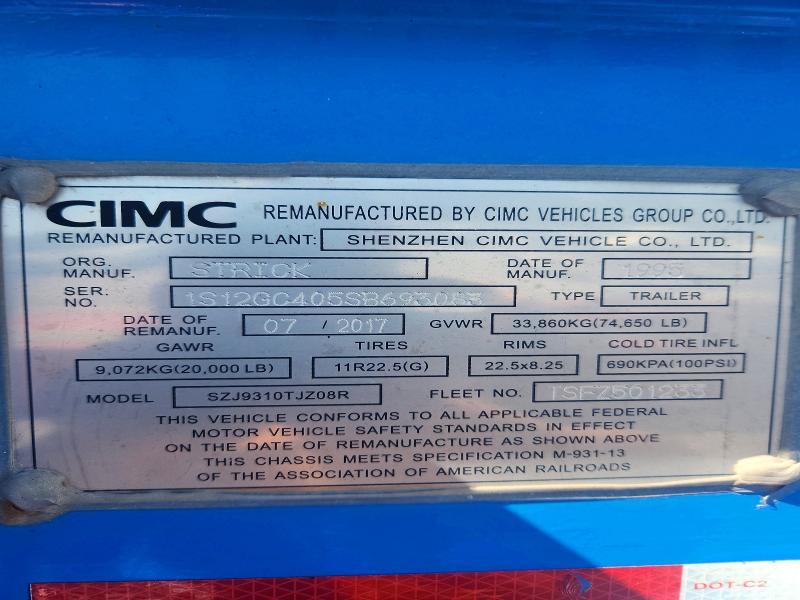 CIMC REMANUFACTURED BY CIMC VEHICLES GROUP CO.,LTD.
REMANUFACTURED PLANT: SHENZHEN CIMC VEHICLE CO., LTD.
ORG. MANUF. STRICK DATE OF MANUF. 1995
SER. NO. 1S12GC405SB693083 TYPE TRAILER
DATE OF REMANUF. 07 / 2017 GVWR 33,860KG(74,650 LB)
GAWR TIRES RIMS COLD TIRE INFL
9,072KG(20,000 LB) 11R22.5(G) 22.5x8.25 690KPA(100PSI)
MODEL SZJ9310TJZ08R FLEET NO. TSFZ501233
THIS VEHICLE CONFORMS TO ALL APPLICABLE FEDERAL
MOTOR VEHICLE SAFETY STANDARDS IN EFFECT
ON THE DATE OF REMANUFACTURE AS SHOWN ABOVE
THiS CHASSIS MEETS SPECIFICATION M-931-13
OF THE ASSOCIATION OF AMERICAN RAILROADS
DOT-C2